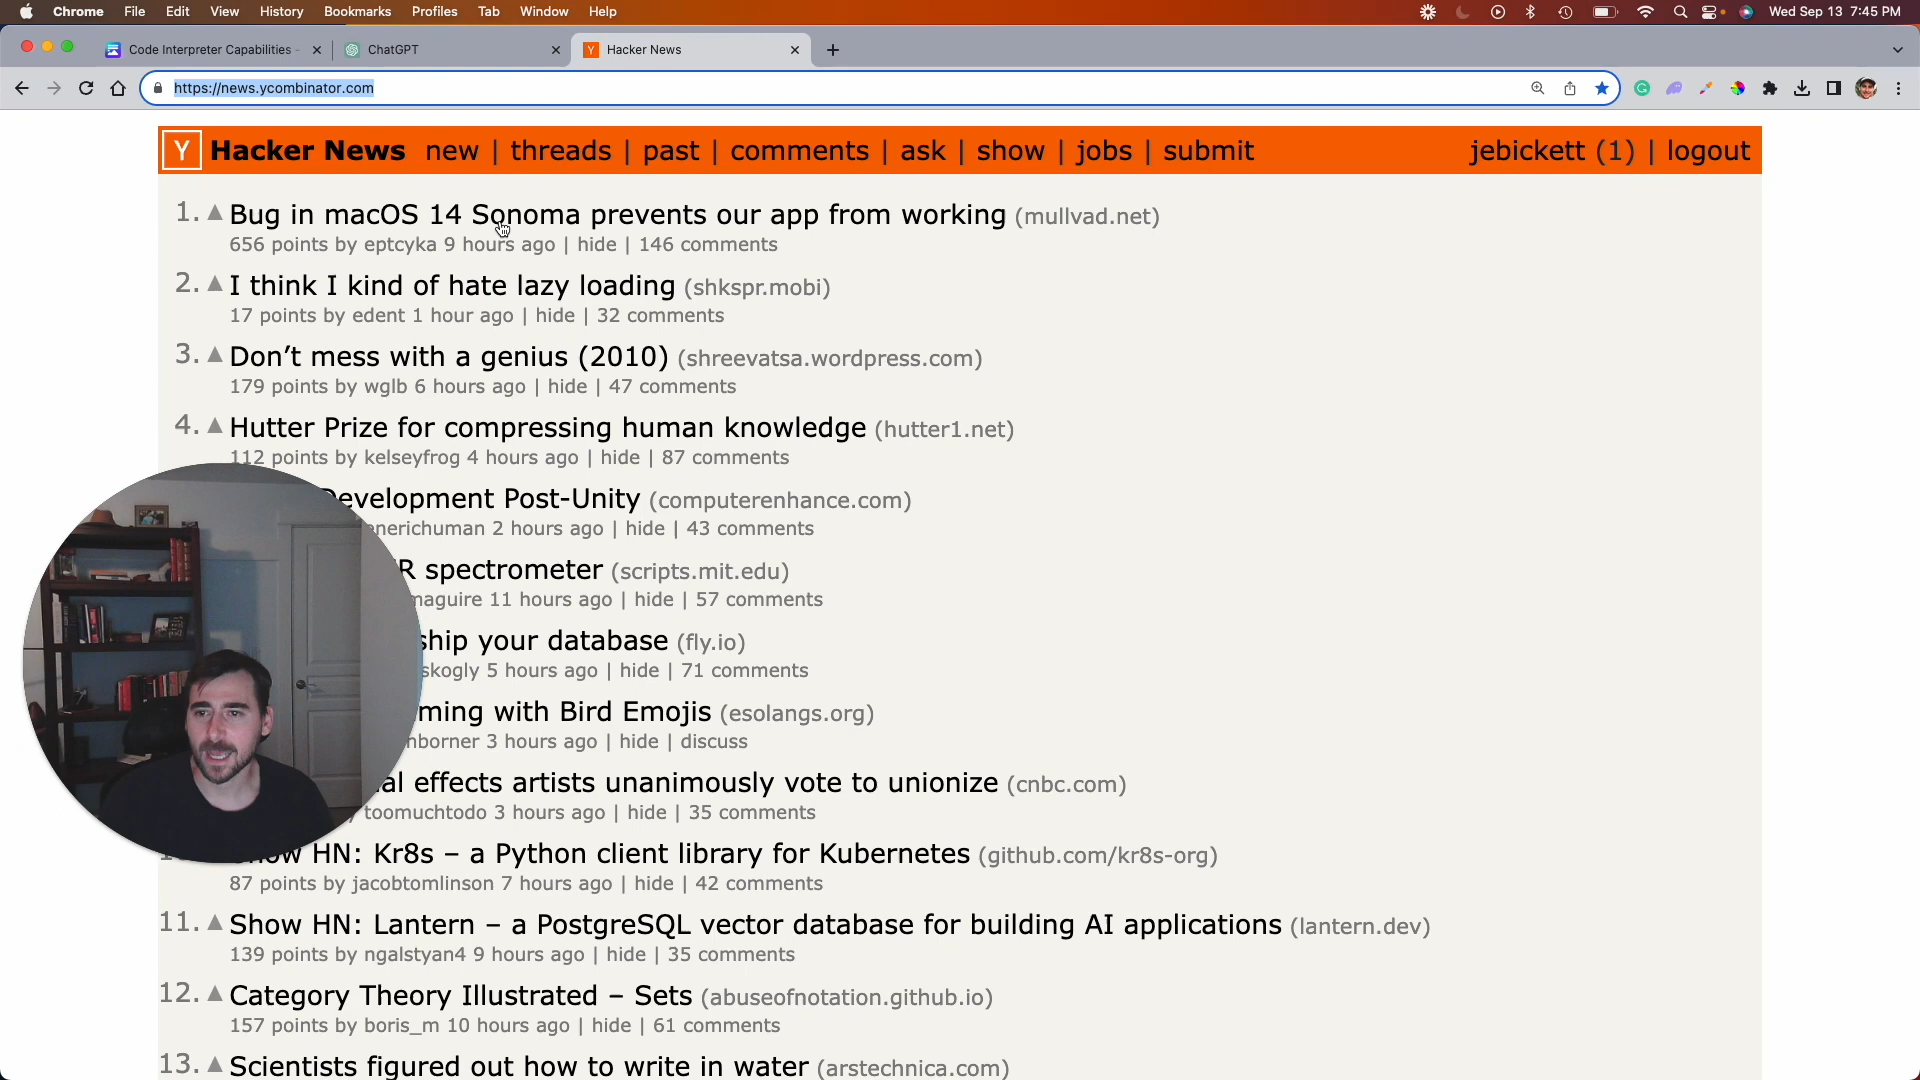 Chrome File Edit View History Bookmarks Profiles Tab Window Help Wed Sep 13 7:45 PM
Code Interpreter Capabilities - ChatGPT Hacker News
https://news.ycombinator.com
Y Hacker News new | threads | past | comments | ask | show | jobs | submit jebickett (1) | logout
1. Bug in macOS 14 Sonoma prevents our app from working (mullvad.net)
656 points by eptcyka 9 hours ago | hide | 146 comments
2. I think I kind of hate lazy loading (shkspr.mobi)
17 points by edent 1 hour ago | hide | 32 comments
3. Don’t mess with a genius (2010) (shreevatsa.wordpress.com)
179 points by wglb 6 hours ago | hide | 47 comments
4. Hutter Prize for compressing human knowledge (hutter1.net)
112 points by kelseyfrog 4 hours ago | hide | 87 comments
Development Post-Unity (computerenhance.com)
nerichuman 2 hours ago | hide | 43 comments
R spectrometer (scripts.mit.edu)
maguire 11 hours ago | hide | 57 comments
ship your database (fly.io)
skogly 5 hours ago | hide | 71 comments
ming with Bird Emojis (esolangs.org)
nborner 3 hours ago | hide | discuss
al effects artists unanimously vote to unionize (cnbc.com)
toomuchtodo 3 hours ago | hide | 35 comments
HN: Kr8s – a Python client library for Kubernetes (github.com/kr8s-org)
87 points by jacobtomlinson 7 hours ago | hide | 42 comments
11. Show HN: Lantern – a PostgreSQL vector database for building AI applications (lantern.dev)
139 points by ngalstyan4 9 hours ago | hide | 35 comments
12. Category Theory Illustrated – Sets (abuseofnotation.github.io)
157 points by boris_m 10 hours ago | hide | 61 comments
13. Scientists figured out how to write in water (arstechnica.com)